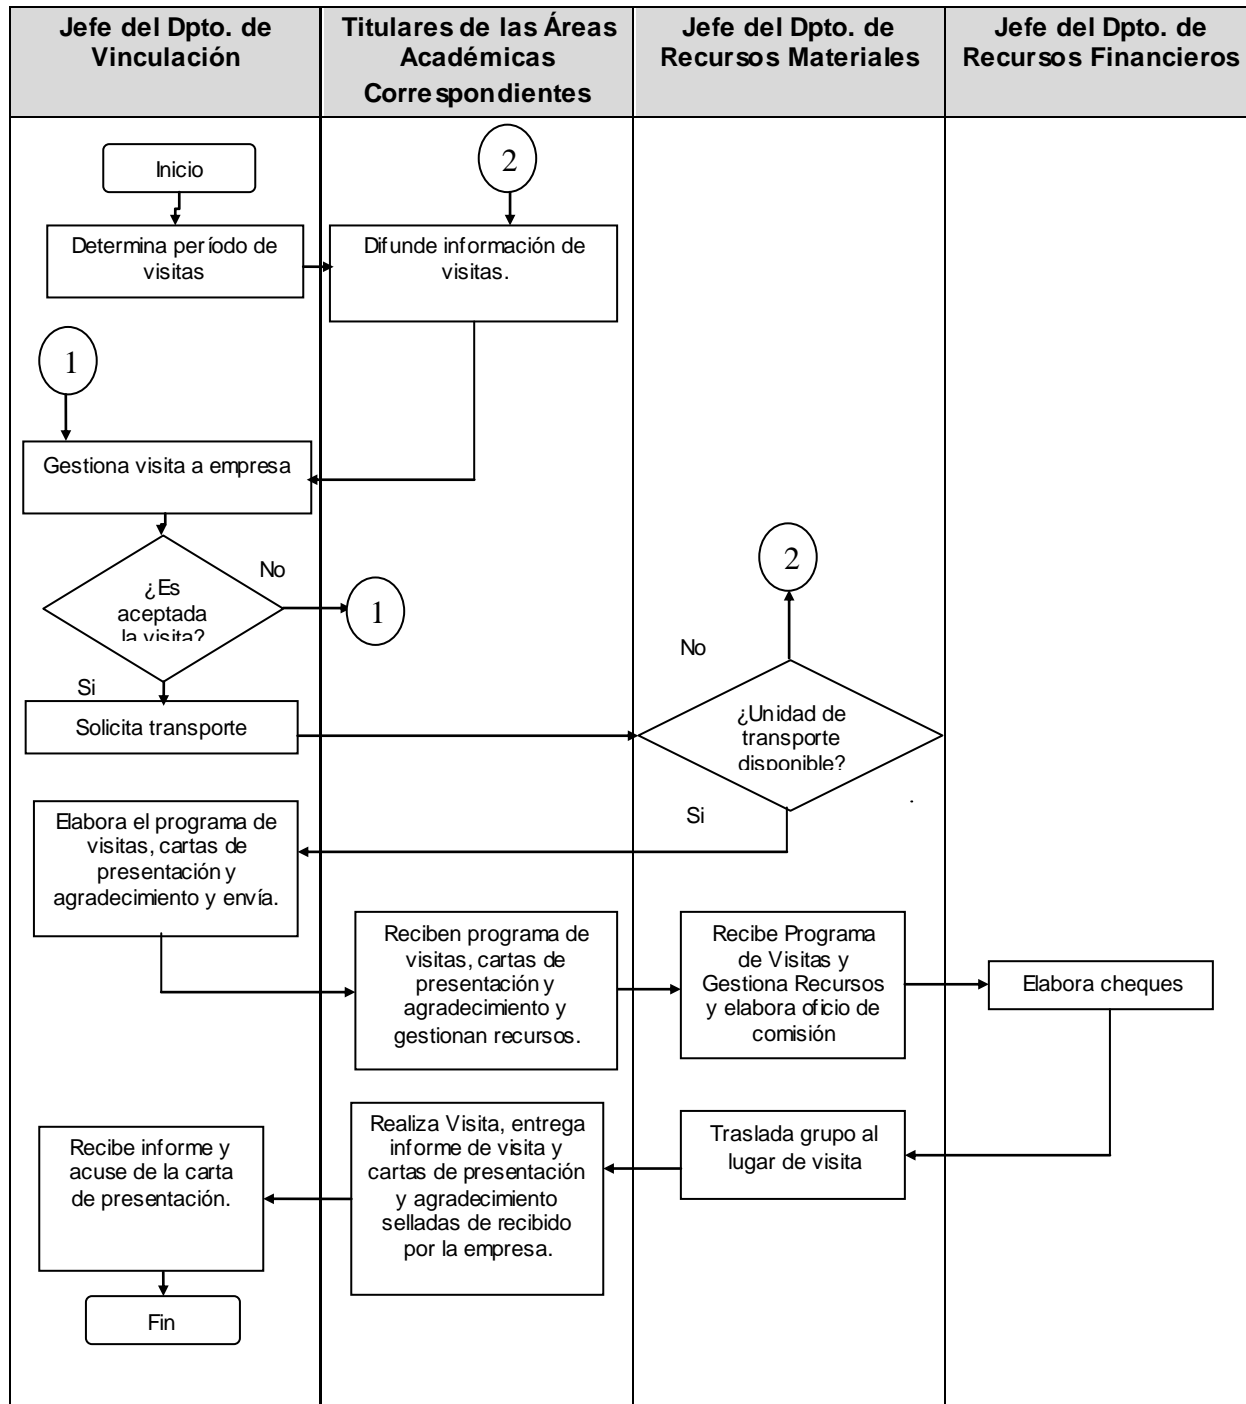 Jefe del Dpto. de
Vinculación
Titulares de las Áreas
Académicas
Correspondientes
Jefe del Dpto. de
Recursos Materiales
Jefe del Dpto. de
Recursos Financieros
Inicio
2
Determina período de
visitas
Difunde información de
visitas.
1
Gestiona visita a empresa
¿Es
aceptada
la visita?
No
1
2
Si
No
Solicita transporte
¿Unidad de
transporte
disponible?
Si
.
Elabora el programa de
visitas, cartas de
presentación y
agradecimiento y envía.
Reciben programa de
visitas, cartas de
presentación y
agradecimiento y
gestionan recursos.
Recibe Programa
de Visitas y
Gestiona Recursos
y elabora oficio de
comisión
Elabora cheques
Recibe informe y
acuse de la carta
de presentación.
Realiza Visita, entrega
informe de visita y
cartas de presentación
y agradecimiento
selladas de recibido
por la empresa.
Traslada grupo al
lugar de visita
Fin